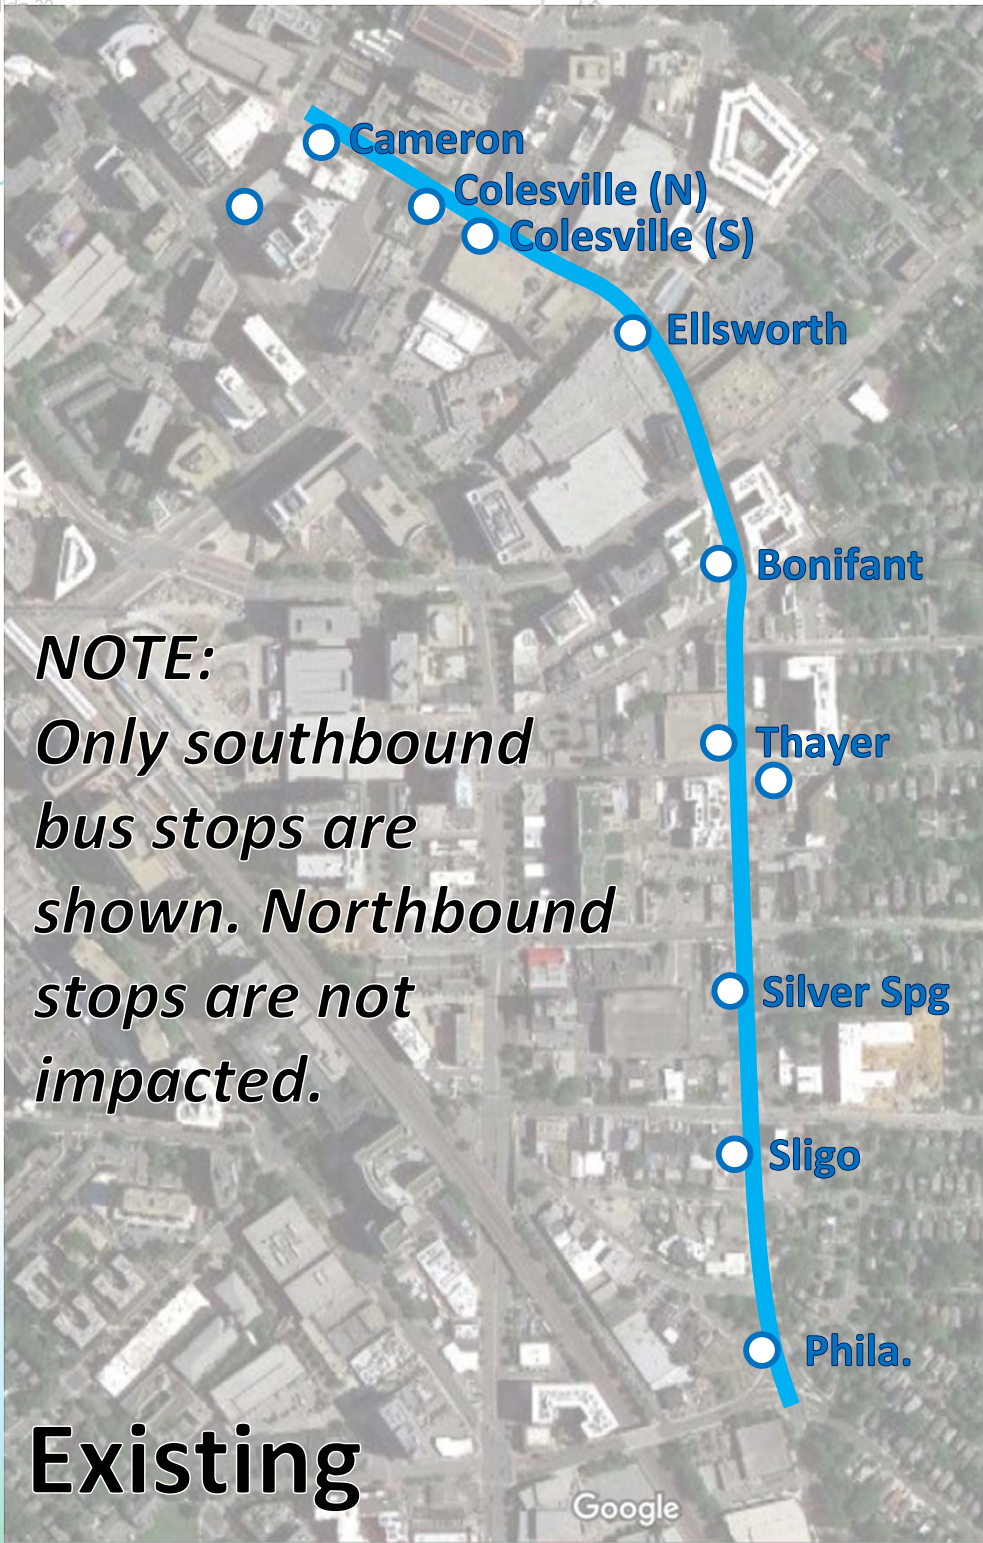 Cameron
Colesville (N)
Colesville (S)
Ellsworth
Bonifant
NOTE:
Only southbound
bus stops are
shown. Northbound
stops are not
impacted.
Thayer
Silver Spg
Sligo
Phila.
Existing
Google